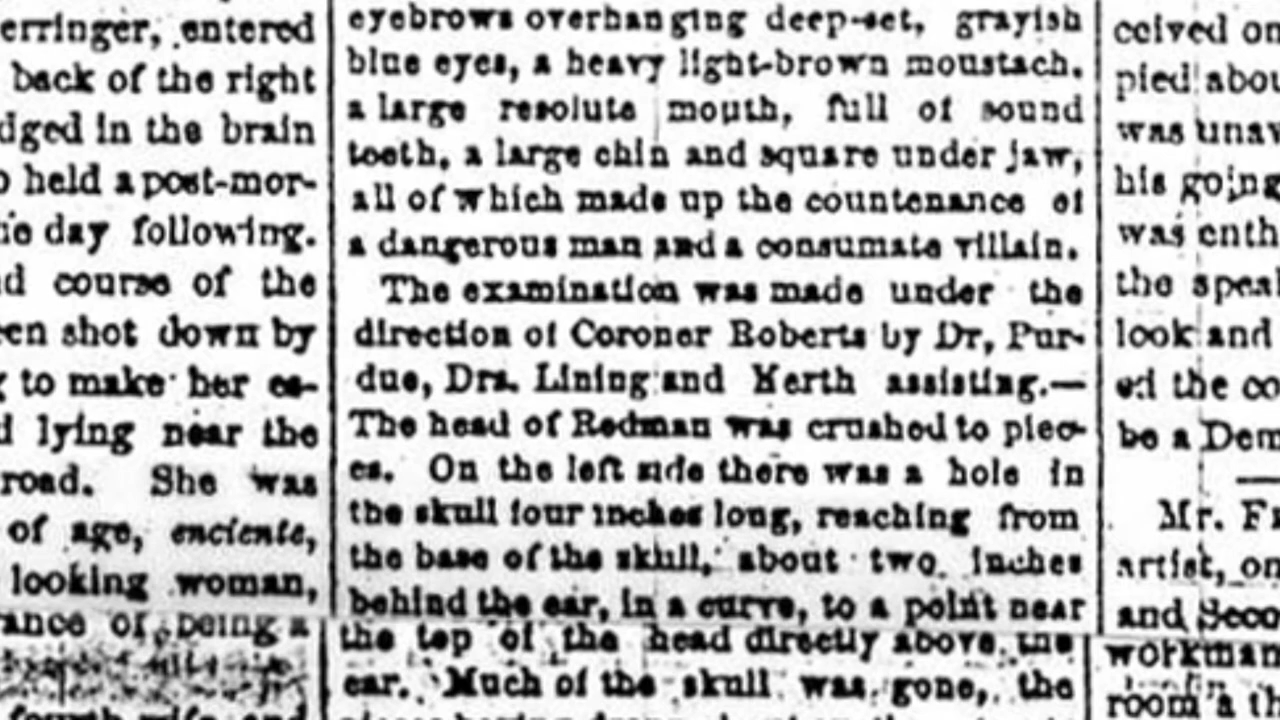 erringer, entered
back of the right
dged in the brain
held a post-mor-
day following.
course of the
en shot down by
to make her es-
lying near the
road. She was
of age, enciente,
looking woman,
ance of being a
fourth wife and
eyebrows overhanging deep-set, grayish
blue eyes, a heavy light-brown moustach,
a large resolute mouth, full of sound
teeth, a large chin and square under jaw,
all of which made up the countenance of
a dangerous man and a consumate villain.
The examination was made under the
direction of Coroner Roberts by Dr, Pur-
due, Drs. Lining and Kerth assisting.—
The head of Redman was crushed to piec-
es. On the left side there was a hole in
the skull four inches long, reaching from
the base of the skull, about two inches
behind the ear, in a curve, to a point near
the top of the head directly above the
ear. Much of the skull was gone, the
ceived on
pied abou
was unav
his going
was enth
the speak
look and
ed the co
be a Dem
Mr. Fr
artist, on
and Seco
workman
room a th